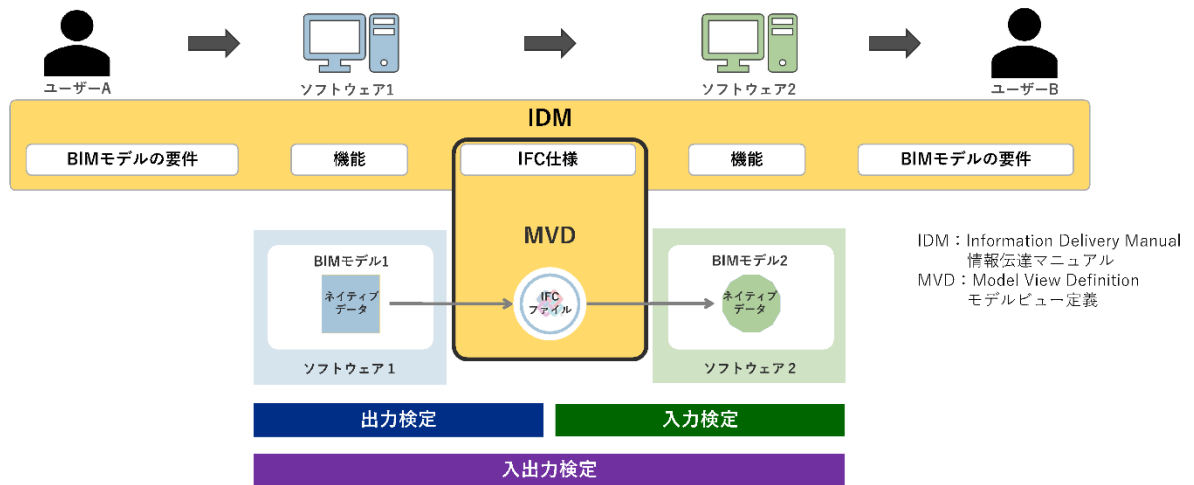 ユーザーA
ソフトウェア1
ソフトウェア2
ユーザーB
IDM
BIMモデルの要件
機能
IFC仕様
機能
BIMモデルの要件
MVD
BIMモデル1
ネイティブ
データ
ソフトウェア1
IFC
ファイル
BIMモデル2
ネイティブ
データ
ソフトウェア2
IDM：Information Delivery Manual
情報伝達マニュアル
MVD：Model View Definition
モデルビュー定義
出力検定
入力検定
入出力検定